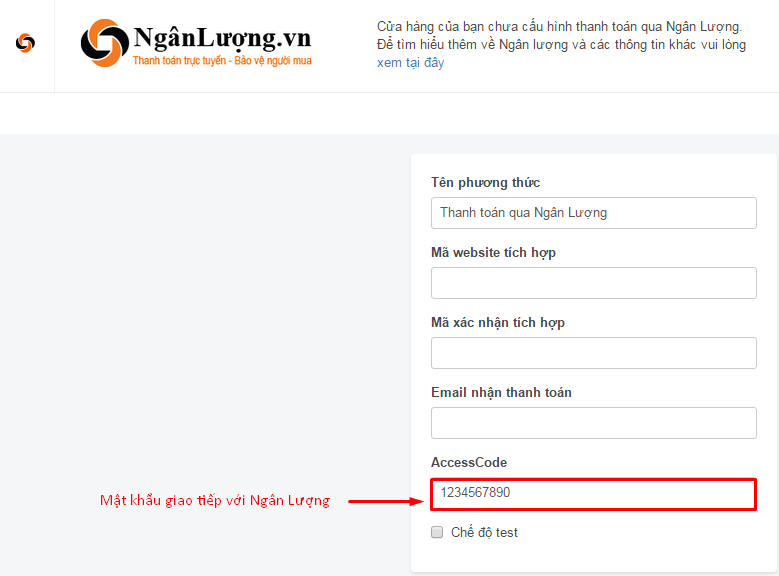 NgânLượng.vn
Thanh toán trực tuyến - Bảo vệ người mua
Cửa hàng của bạn chưa cấu hình thanh toán qua Ngân Lượng.
Để tìm hiểu thêm về Ngân lượng và các thông tin khác vui lòng
xem tại đây
Tên phương thức
Thanh toán qua Ngân Lượng
Mã website tích hợp
Mã xác nhận tích hợp
Email nhận thanh toán
AccessCode
Mật khẩu giao tiếp với Ngân Lượng
1234567890
Chế độ test